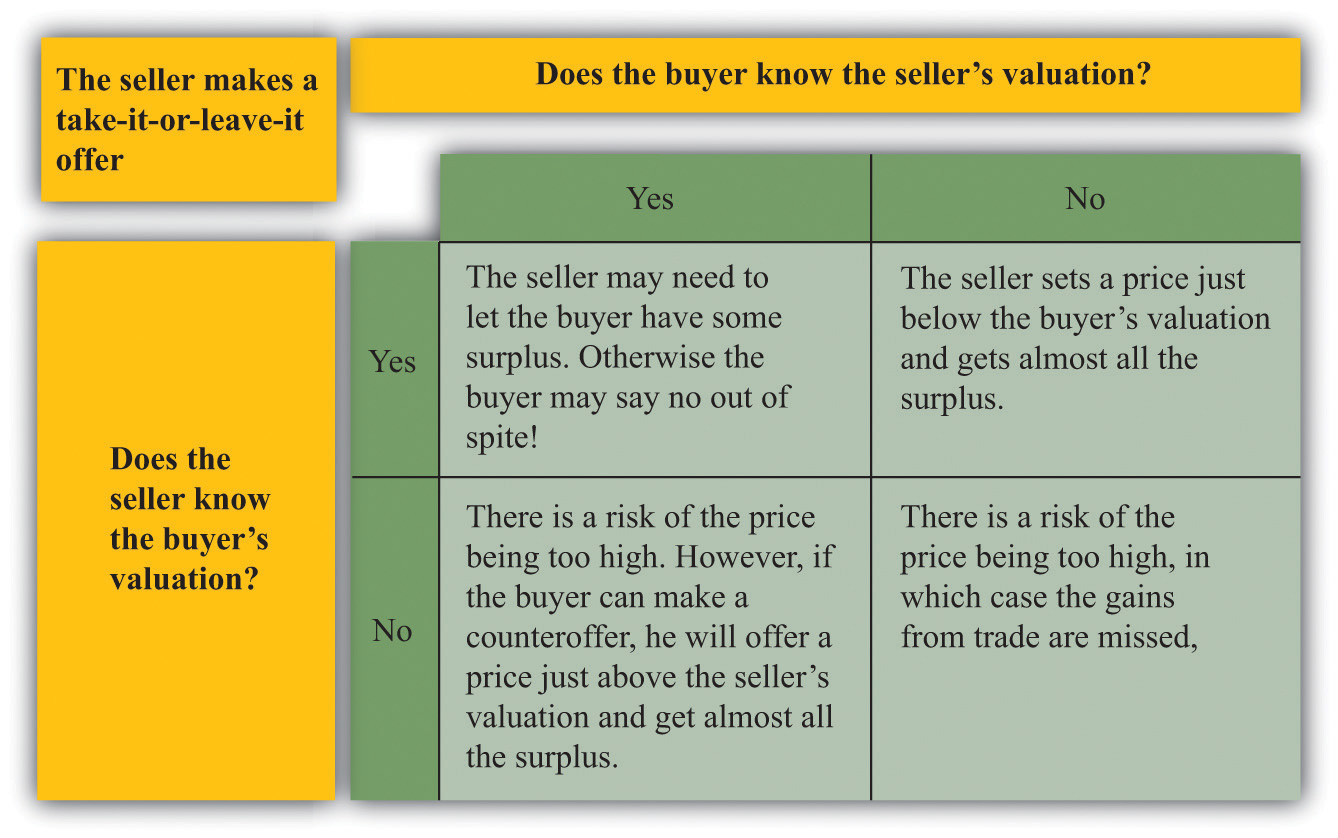 The seller makes a
take-it-or-leave-it
offer
Does the buyer know the seller’s valuation?
Yes
No
Does the
seller know
the buyer’s
valuation?
Yes
The seller may need to
let the buyer have some
surplus. Otherwise the
buyer may say no out of
spite!
The seller sets a price just
below the buyer’s valuation
and gets almost all the
surplus.
No
There is a risk of the price
being too high. However, if
the buyer can make a
counteroffer, he will offer a
price just above the seller’s
valuation and get almost all
the surplus.
There is a risk of the
price being too high, in
which case the gains
from trade are missed,